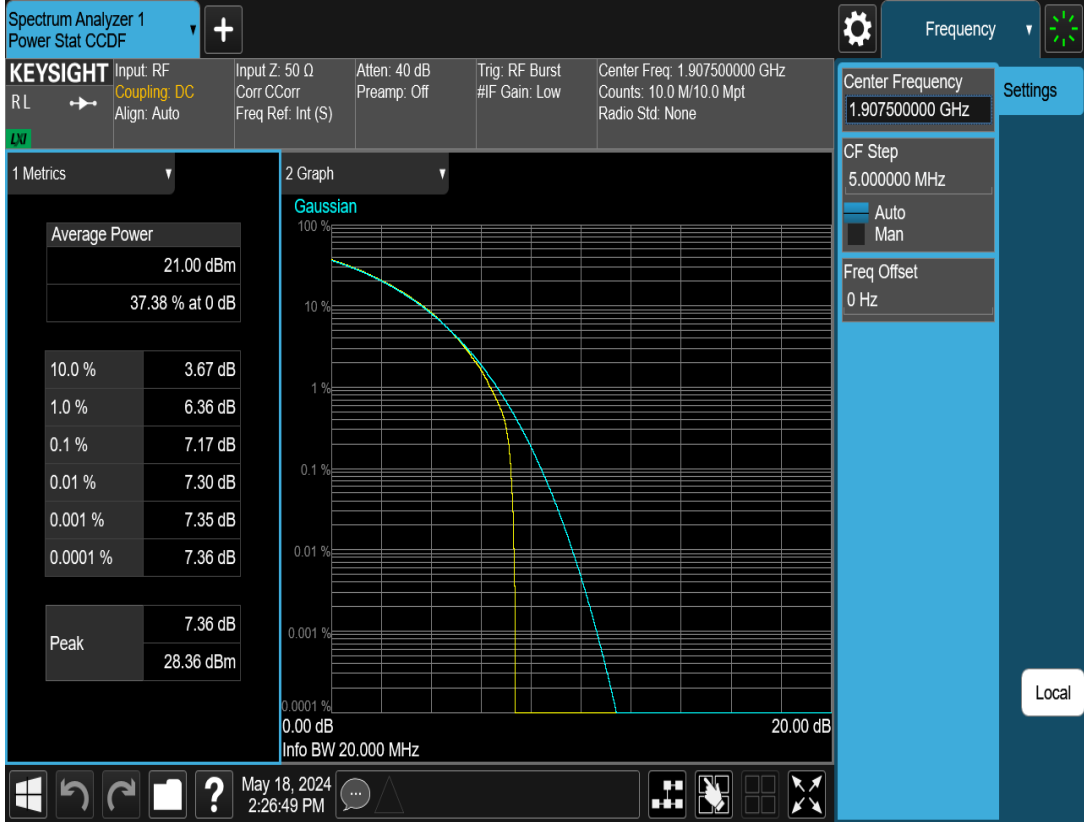 Spectrum Analyzer 1
Power Stat CCDF
Frequency
KEYSIGHT
RL
LXI
Input: RF
Coupling: DC
Align: Auto
Input Z: 50 Ω
Corr CCorr
Freq Ref: Int (S)
Atten: 40 dB
Preamp: Off
Trig: RF Burst
#IF Gain: Low
Center Freq: 1.907500000 GHz
Counts: 10.0 M/10.0 Mpt
Radio Std: None
Center Frequency
1.907500000 GHz
Settings
CF Step
5.000000 MHz
Auto
Man
Freq Offset
0 Hz
1 Metrics
Average Power
21.00 dBm
37.38 % at 0 dB
10.0 % 3.67 dB
1.0 % 6.36 dB
0.1 % 7.17 dB
0.01 % 7.30 dB
0.001 % 7.35 dB
0.0001 % 7.36 dB
Peak
7.36 dB
28.36 dBm
2 Graph
Gaussian
100 %
10 %
1 %
0.1 %
0.01 %
0.001 %
0.0001 %
0.00 dB 20.00 dB
Info BW 20.000 MHz
Local
May 18, 2024
2:26:49 PM